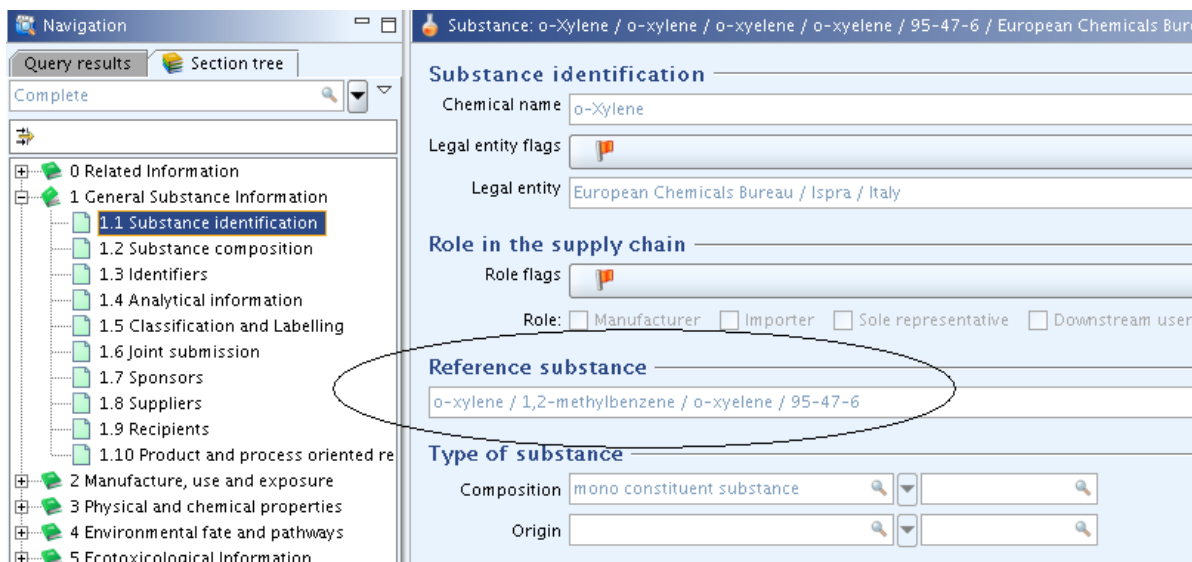 Navigation
Query results
Section tree
Complete
0 Related Information
1 General Substance Information
1.1 Substance identification
1.2 Substance composition
1.3 Identifiers
1.4 Analytical information
1.5 Classification and Labelling
1.6 Joint submission
1.7 Sponsors
1.8 Suppliers
1.9 Recipients
1.10 Product and process oriented re
2 Manufacture, use and exposure
3 Physical and chemical properties
4 Environmental fate and pathways
5 Ecotoxicological Information
Substance: o-Xylene / o-xylene / o-xyelene / o-xyelene / 95-47-6 / European Chemicals Bure
Substance identification
Chemical name o-Xylene
Legal entity flags
Legal entity European Chemicals Bureau / Ispra / Italy
Role in the supply chain
Role flags
Role: Manufacturer Importer Sole representative Downstream user
Reference substance
o-xylene / 1,2-methylbenzene / o-xyelene / 95-47-6
Type of substance
Composition mono constituent substance
Origin